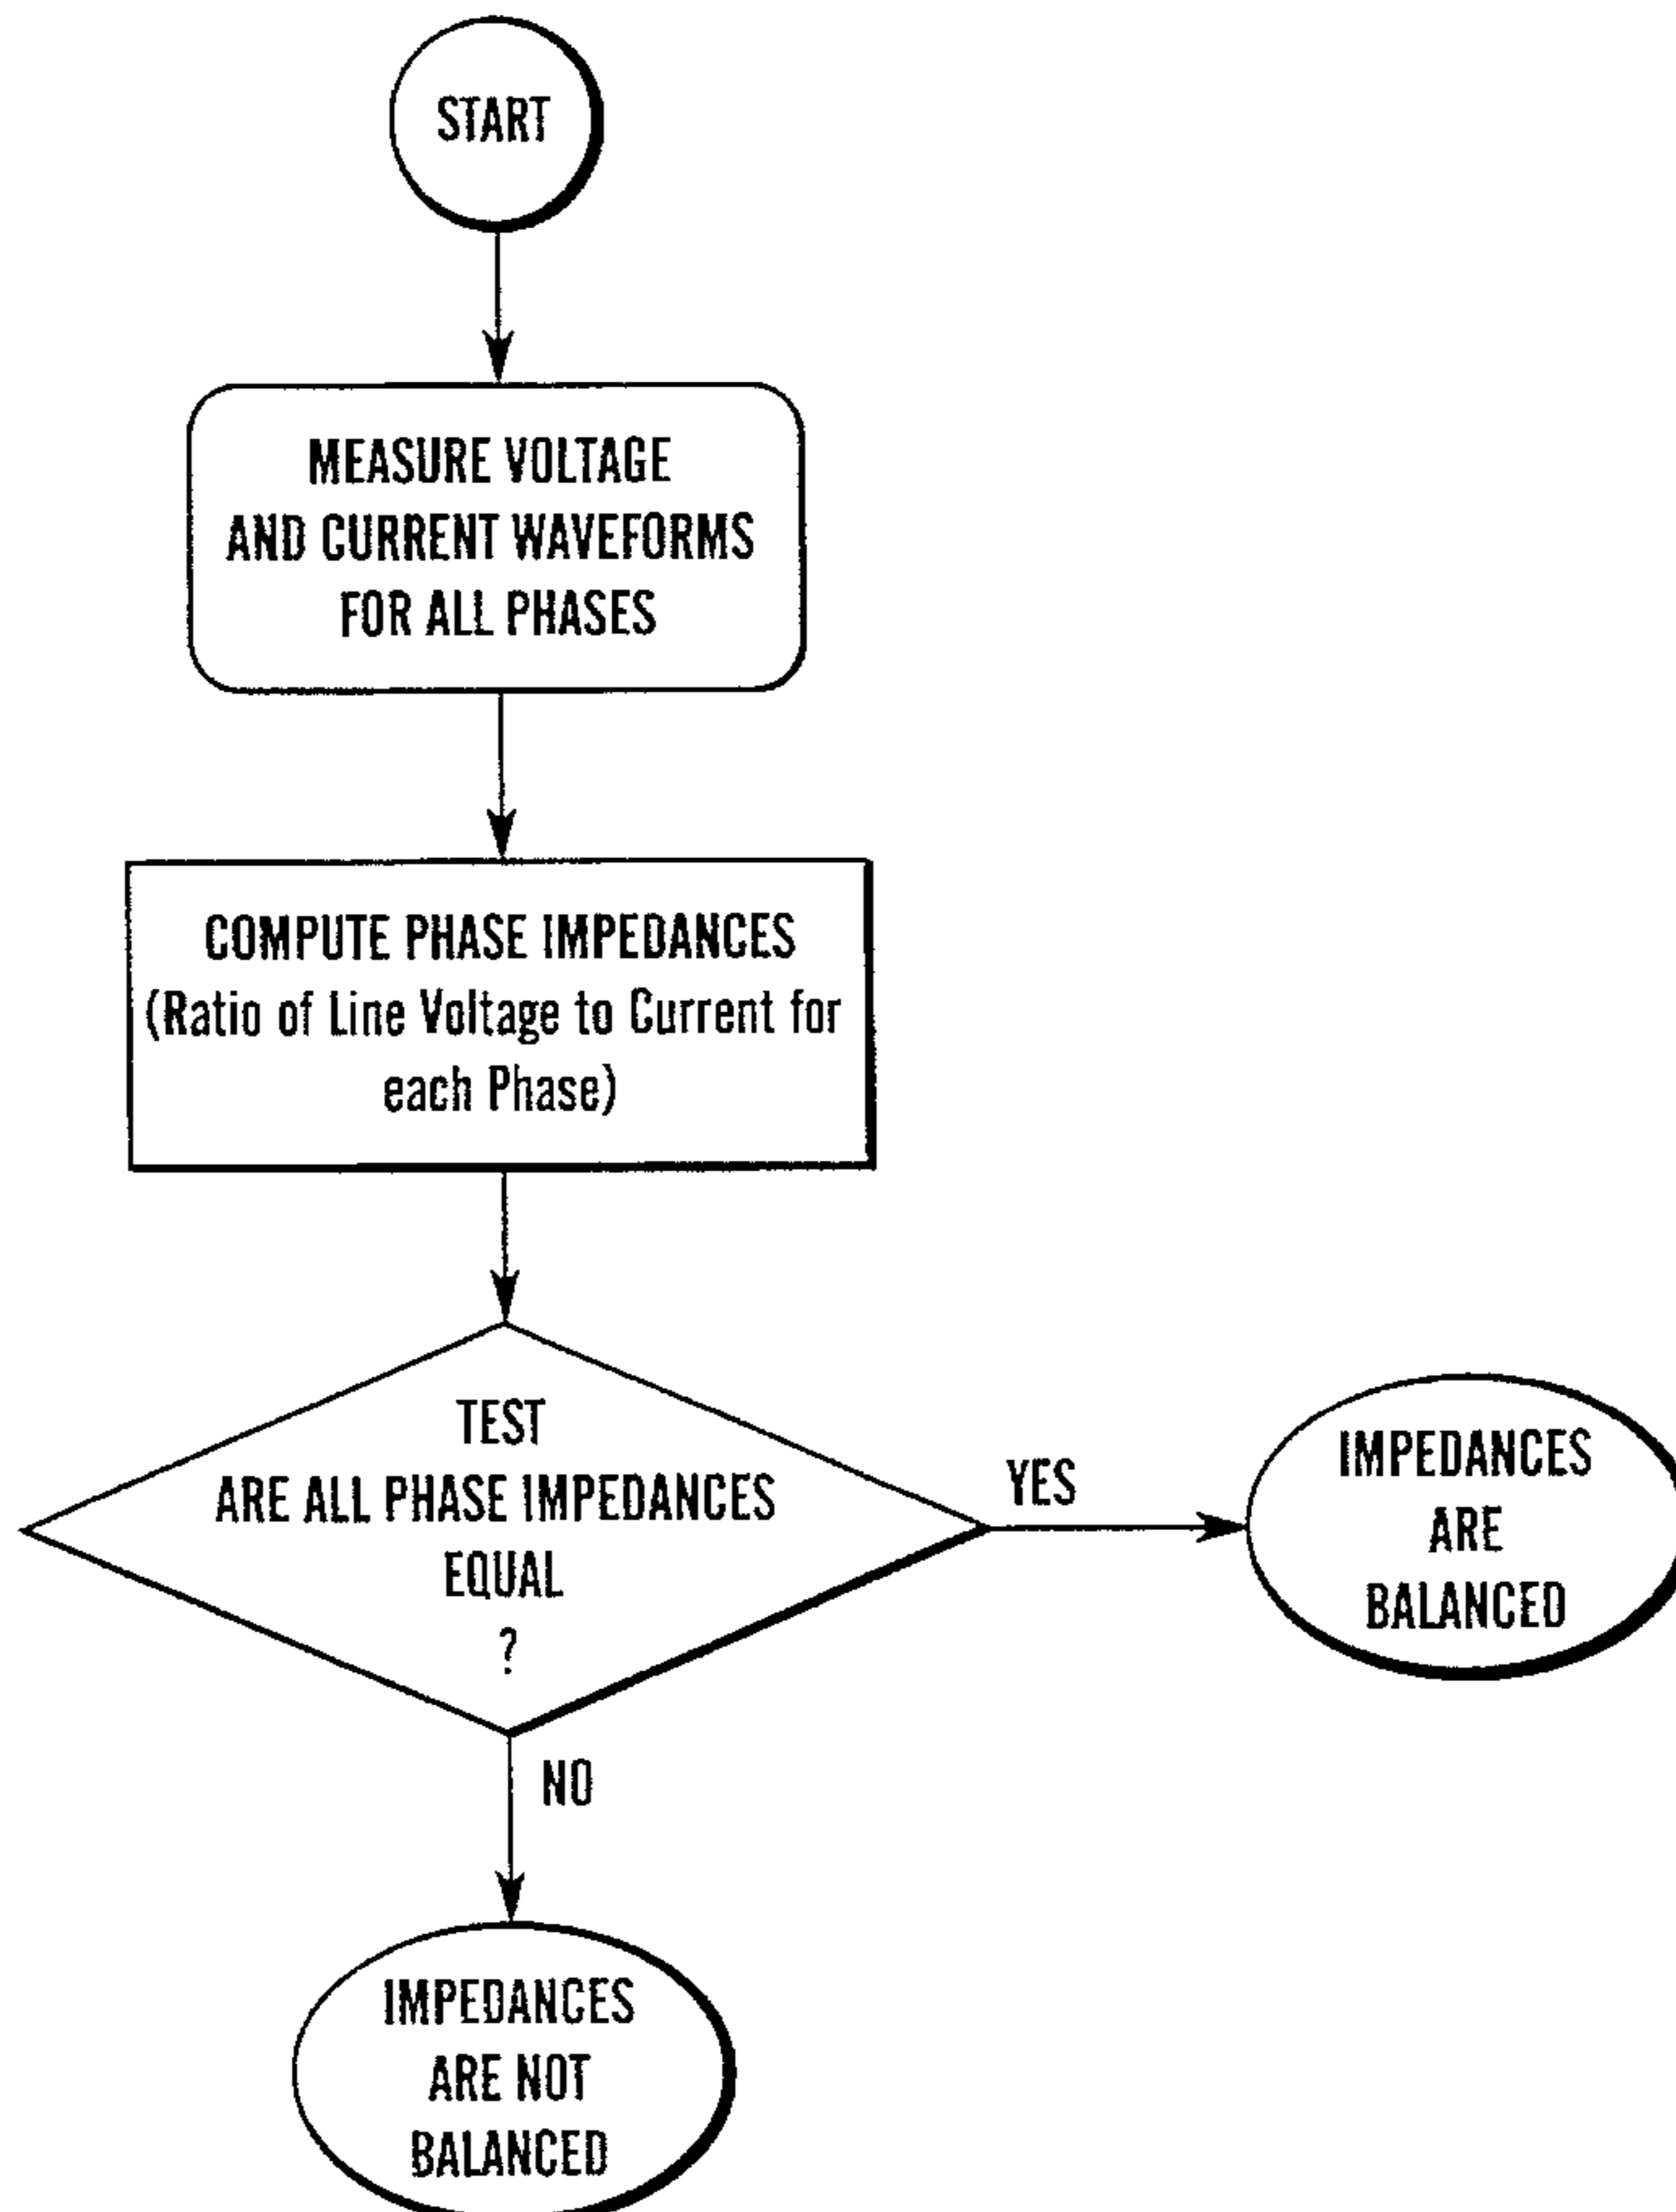 START
MEASURE VOLTAGE
AND CURRENT WAVEFORMS
FOR ALL PHASES
COMPUTE PHASE IMPEDANCES
(Ratio of Line Voltage to Current for
each Phase)
TEST
ARE ALL PHASE IMPEDANCES
EQUAL
?
YES
IMPEDANCES
ARE
BALANCED
NO
IMPEDANCES
ARE NOT
BALANCED